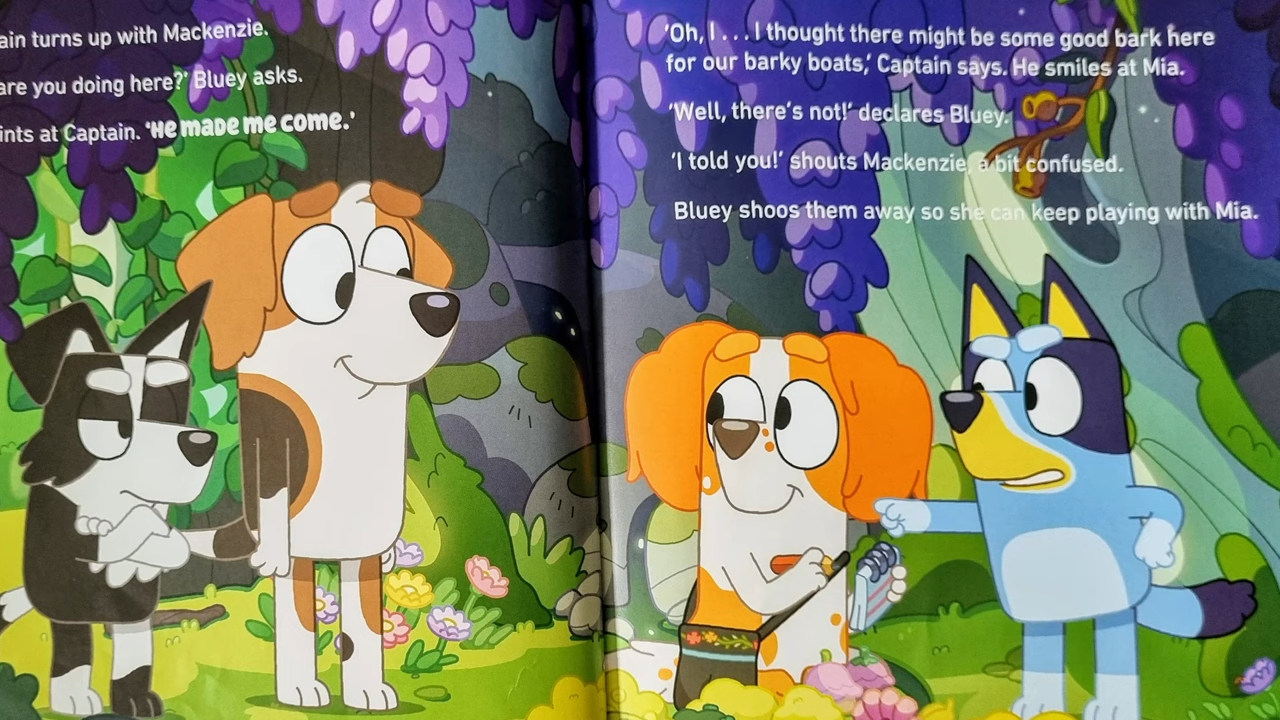 ain turns up with Mackenzie.
are you doing here?' Bluey asks.
ints at Captain. 'He made me come.'
'Oh, I . . . I thought there might be some good bark here
for our barky boats,' Captain says. He smiles at Mia.
'Well, there's not!' declares Bluey.
'I told you!' shouts Mackenzie, a bit confused.
Bluey shoos them away so she can keep playing with Mia.